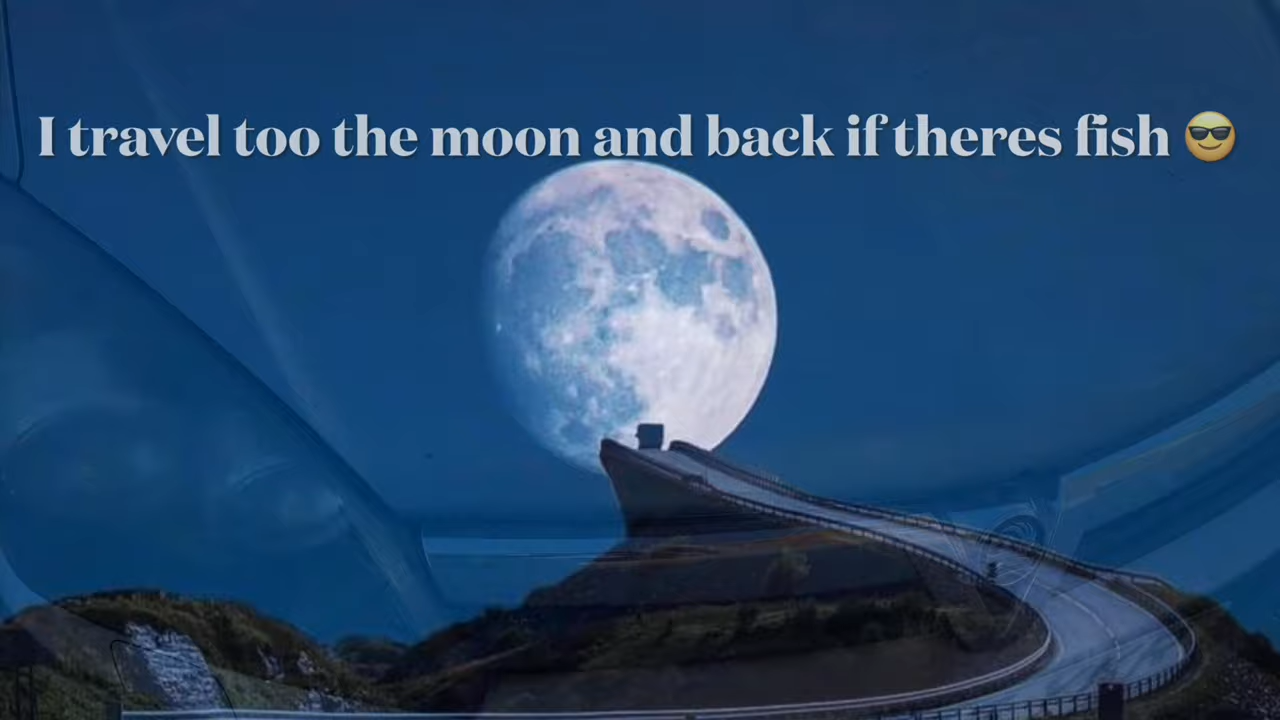 I travel too the moon and back if theres fish 😎